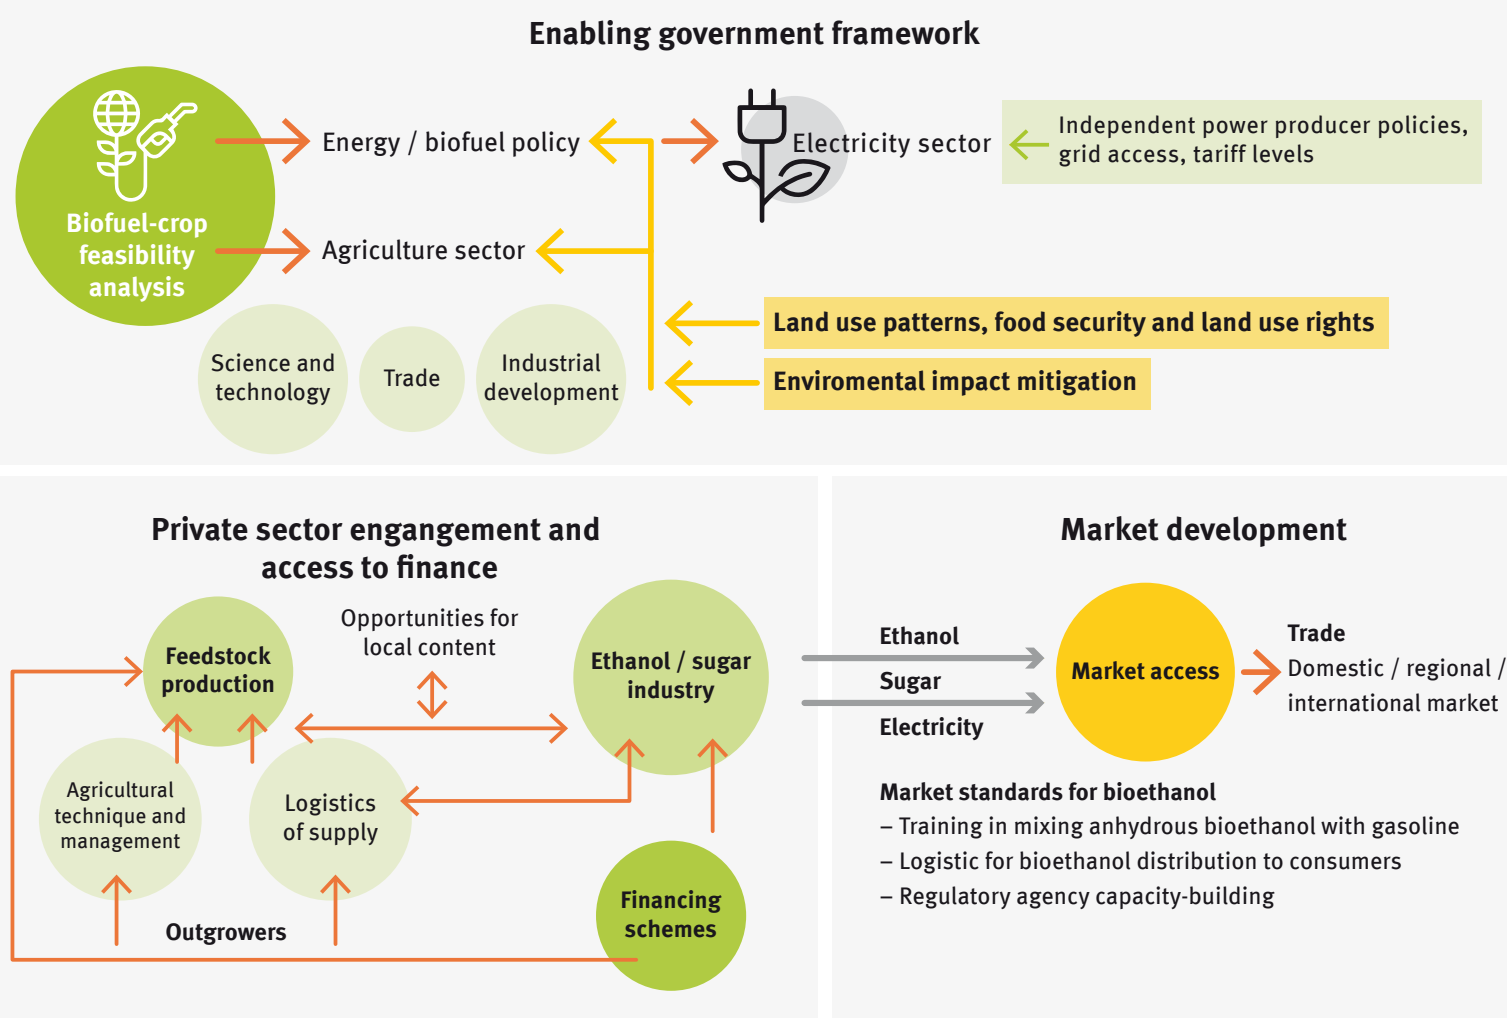 Enabling government framework
Biofuel-crop
feasibility
analysis
Energy / biofuel policy
Electricity sector
Independent power producer policies,
grid access, tariff levels
Agriculture sector
Land use patterns, food security and land use rights
Enviromental impact mitigation
Science and
technology
Trade
Industrial
development
Private sector engangement and
access to finance
Feedstock
production
Opportunities for
local content
Ethanol / sugar
industry
Agricultural
technique and
management
Logistics
of supply
Outgrowers
Financing
schemes
Market development
Ethanol
Sugar
Electricity
Market access
Trade
Domestic / regional /
international market
Market standards for bioethanol
– Training in mixing anhydrous bioethanol with gasoline
– Logistic for bioethanol distribution to consumers
– Regulatory agency capacity-building